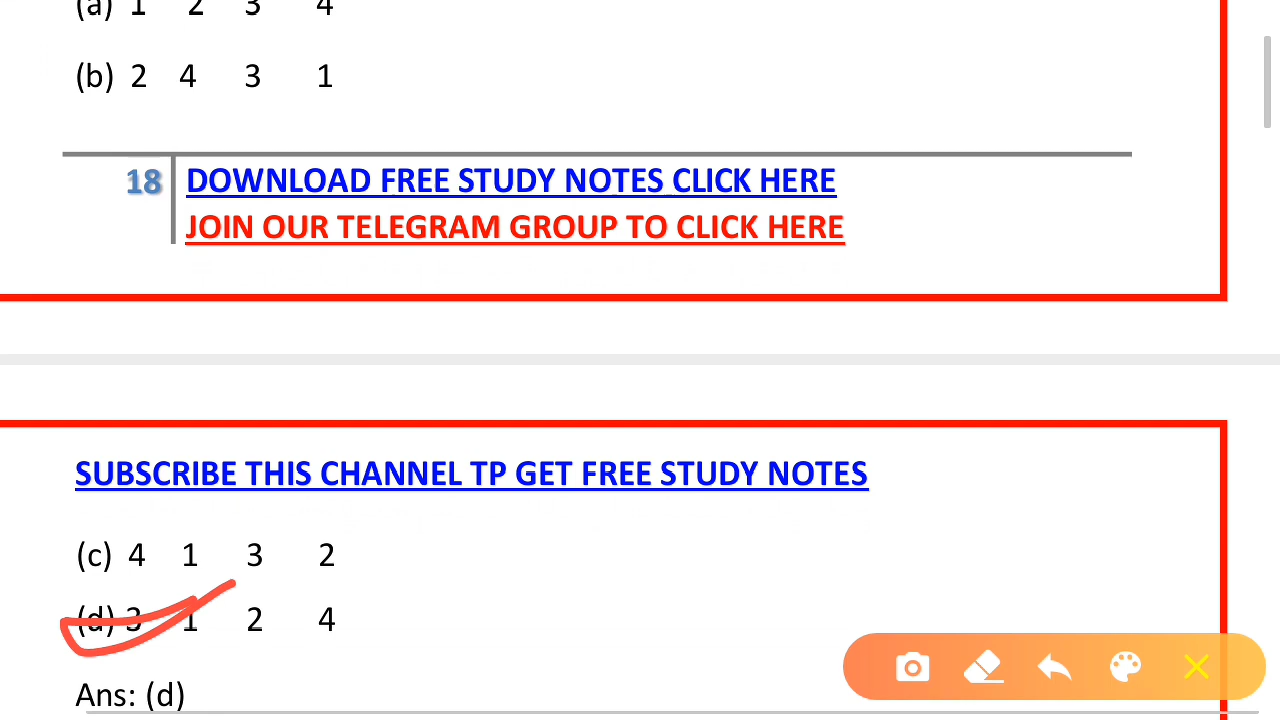 (a) 1 2 3 4
(b) 2 4 3 1
18 DOWNLOAD FREE STUDY NOTES CLICK HERE
JOIN OUR TELEGRAM GROUP TO CLICK HERE
SUBSCRIBE THIS CHANNEL TP GET FREE STUDY NOTES
(c) 4 1 3 2
(d) 3 1 2 4
Ans: (d)